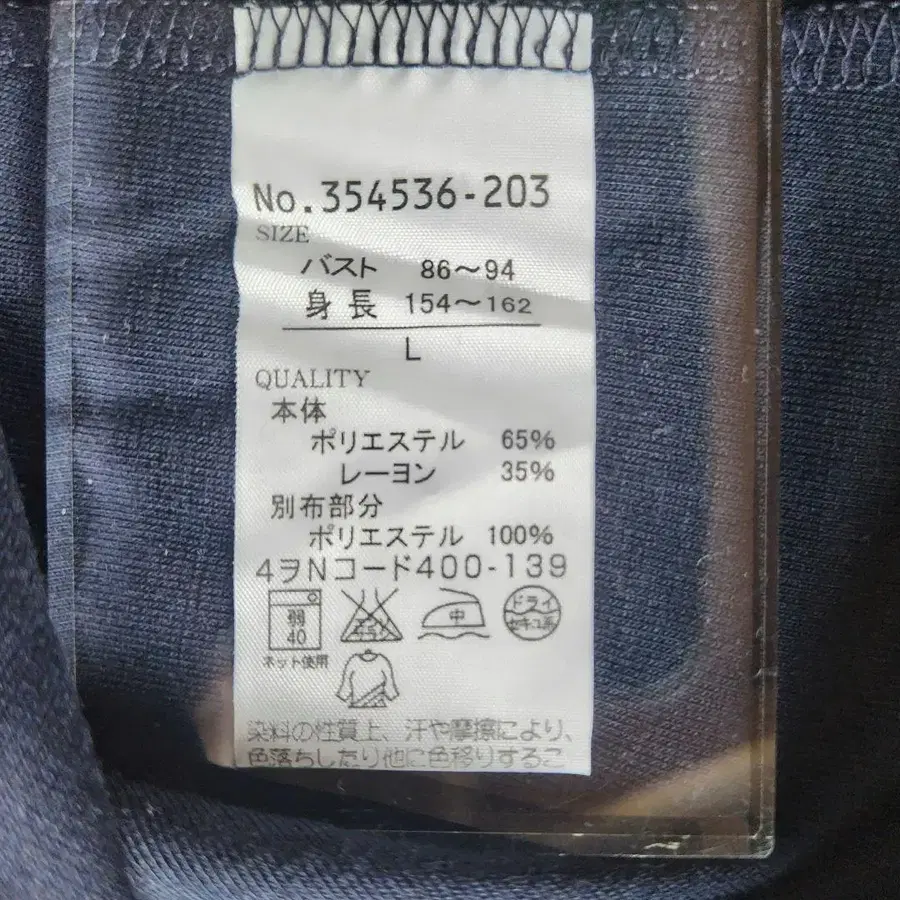 No.354536-203
SIZE
バスト 86～94
身長 154～162
L
QUALITY
本体
ポリエステル 65%
レーヨン 35%
別布部分
ポリエステル 100%
4ヲNコード400-139
弱
40
中
ドライ
セキユ系
ネット使用
染料の性質上、汗や摩擦により、
色落ちしたり他に色移りするこ